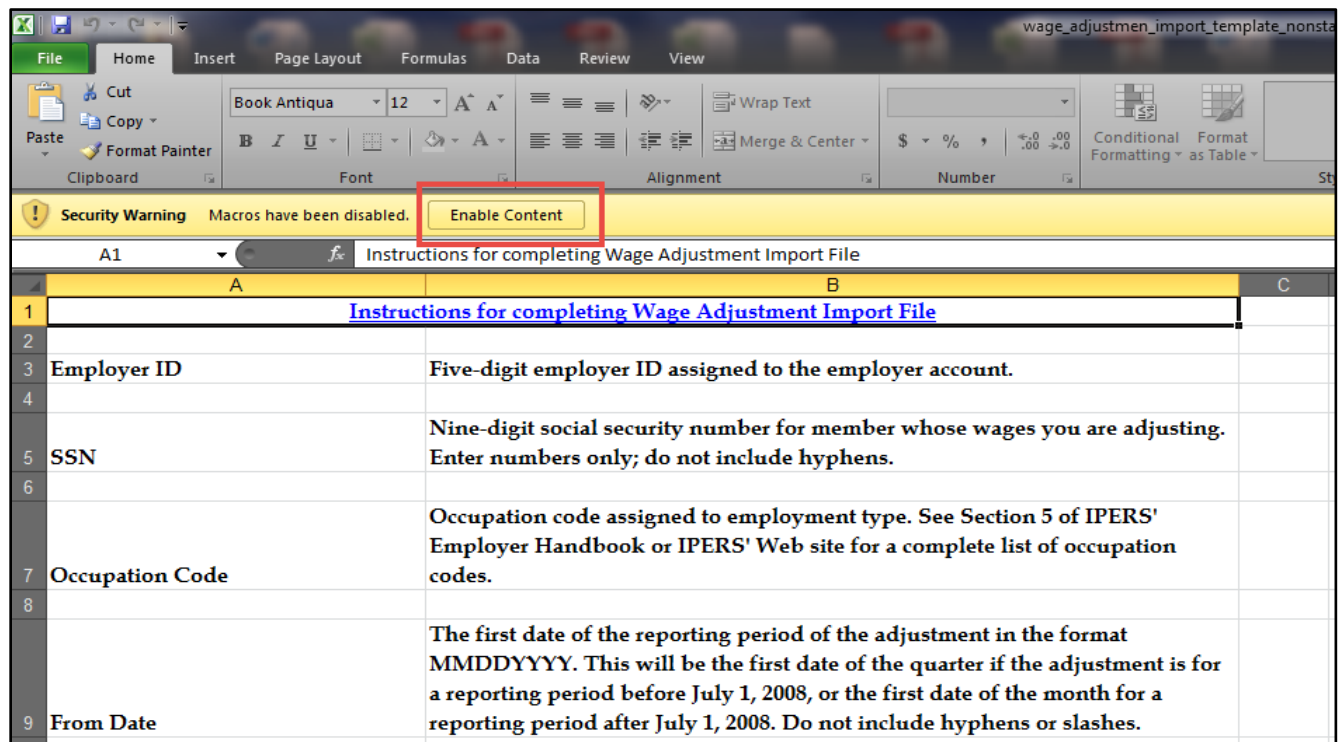 wage_adjustmen_import_template_nonsta
File Home Insert Page Layout Formulas Data Review View
Cut
Copy
Format Painter
Paste
Book Antiqua 12 A A
B I U A
Wrap Text
Merge & Center
$ % , .0 .00 .00 .0
Conditional Formatting
Format as Table
Clipboard Font Alignment Number St
Security Warning Macros have been disabled. Enable Content
A1 fx Instructions for completing Wage Adjustment Import File
A B C
1 Instructions for completing Wage Adjustment Import File
2
3 Employer ID Five-digit employer ID assigned to the employer account.
4
Nine-digit social security number for member whose wages you are adjusting.
5 SSN Enter numbers only; do not include hyphens.
6
Occupation code assigned to employment type. See Section 5 of IPERS'
Employer Handbook or IPERS' Web site for a complete list of occupation
7 Occupation Code codes.
8
The first date of the reporting period of the adjustment in the format
MMDDYYYY. This will be the first date of the quarter if the adjustment is for
a reporting period before July 1, 2008, or the first date of the month for a
9 From Date reporting period after July 1, 2008. Do not include hyphens or slashes.